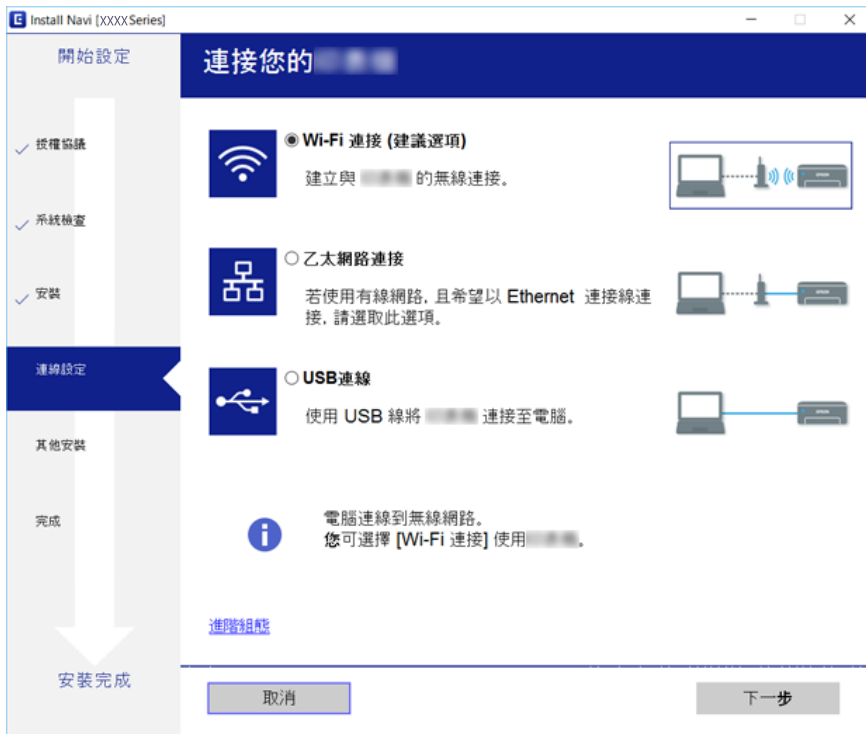 Install Navi [XXXX Series]
開始設定
授權協議
系統檢查
安裝
連線設定
其他安裝
完成
安裝完成
連接您的
Wi-Fi 連接 (建議選項)
建立與 的無線連接。
乙太網路連接
若使用有線網路, 且希望以 Ethernet 連接線連
接, 請選取此選項。
USB連線
使用 USB 線將 連接至電腦。
電腦連線到無線網路。
您可選擇 [Wi-Fi 連接] 使用 。
進階組態
取消
下一步